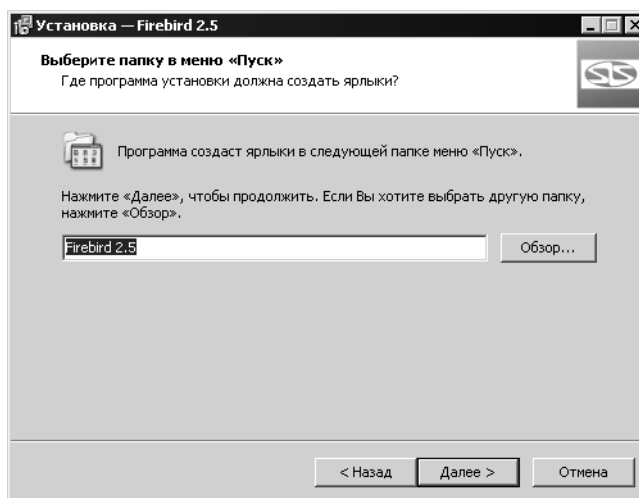 Установка — Firebird 2.5
Выберите папку в меню «Пуск»
Где программа установки должна создать ярлыки?
Программа создаст ярлыки в следующей папке меню «Пуск».
Нажмите «Далее», чтобы продолжить. Если Вы хотите выбрать другую папку,
нажмите «Обзор».
Firebird 2.5
Обзор...
< Назад
Далее >
Отмена